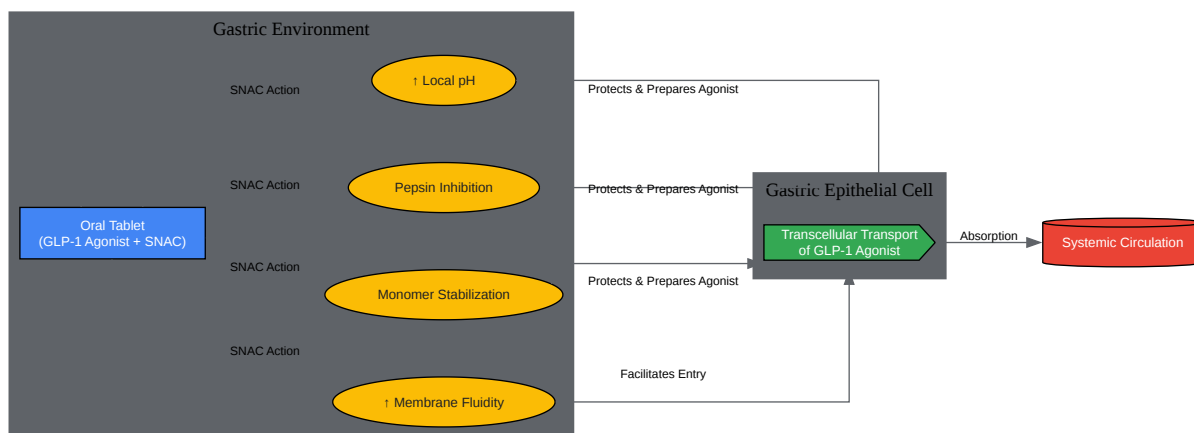 Gastric Environment
↑ Local pH
SNAC Action
Protects & Prepares Agonist
SNAC Action
Pepsin Inhibition
Protects & Prepares Agonist
Gastric Epithelial Cell
Oral Tablet
(GLP-1 Agonist + SNAC)
Transcellular Transport
of GLP-1 Agonist
Absorption
Systemic Circulation
SNAC Action
Monomer Stabilization
Protects & Prepares Agonist
SNAC Action
Facilitates Entry
↑ Membrane Fluidity